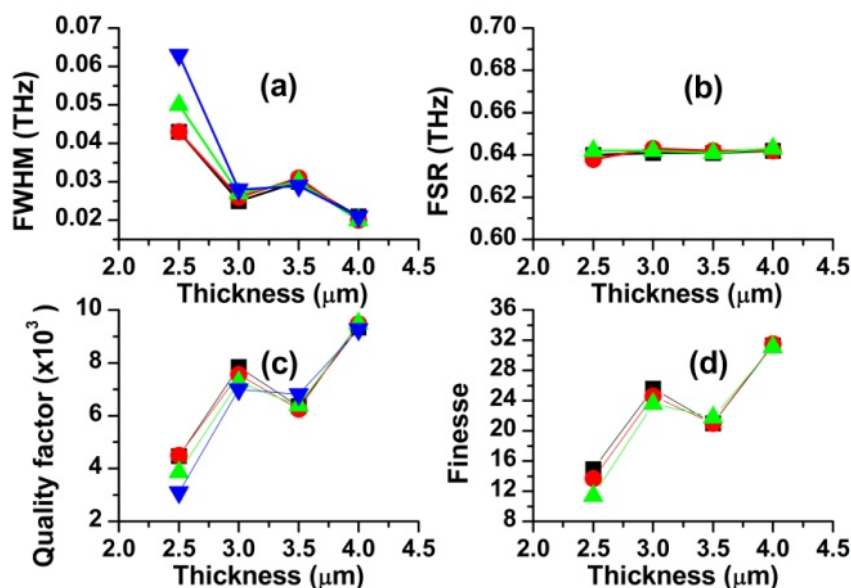 0.07
0.06
0.05
0.04
0.03
0.02
FWHM (THz)
(a)
2.0 2.5 3.0 3.5 4.0 4.5
Thickness (μm)
0.70
0.68
0.66
0.64
0.62
0.60
FSR (THz)
(b)
2.0 2.5 3.0 3.5 4.0 4.5
Thickness (μm)
10
8
6
4
2
Quality factor (x10³)
(c)
2.0 2.5 3.0 3.5 4.0 4.5
Thickness (μm)
36
32
28
24
20
16
12
8
Finesse
(d)
2.0 2.5 3.0 3.5 4.0 4.5
Thickness (μm)